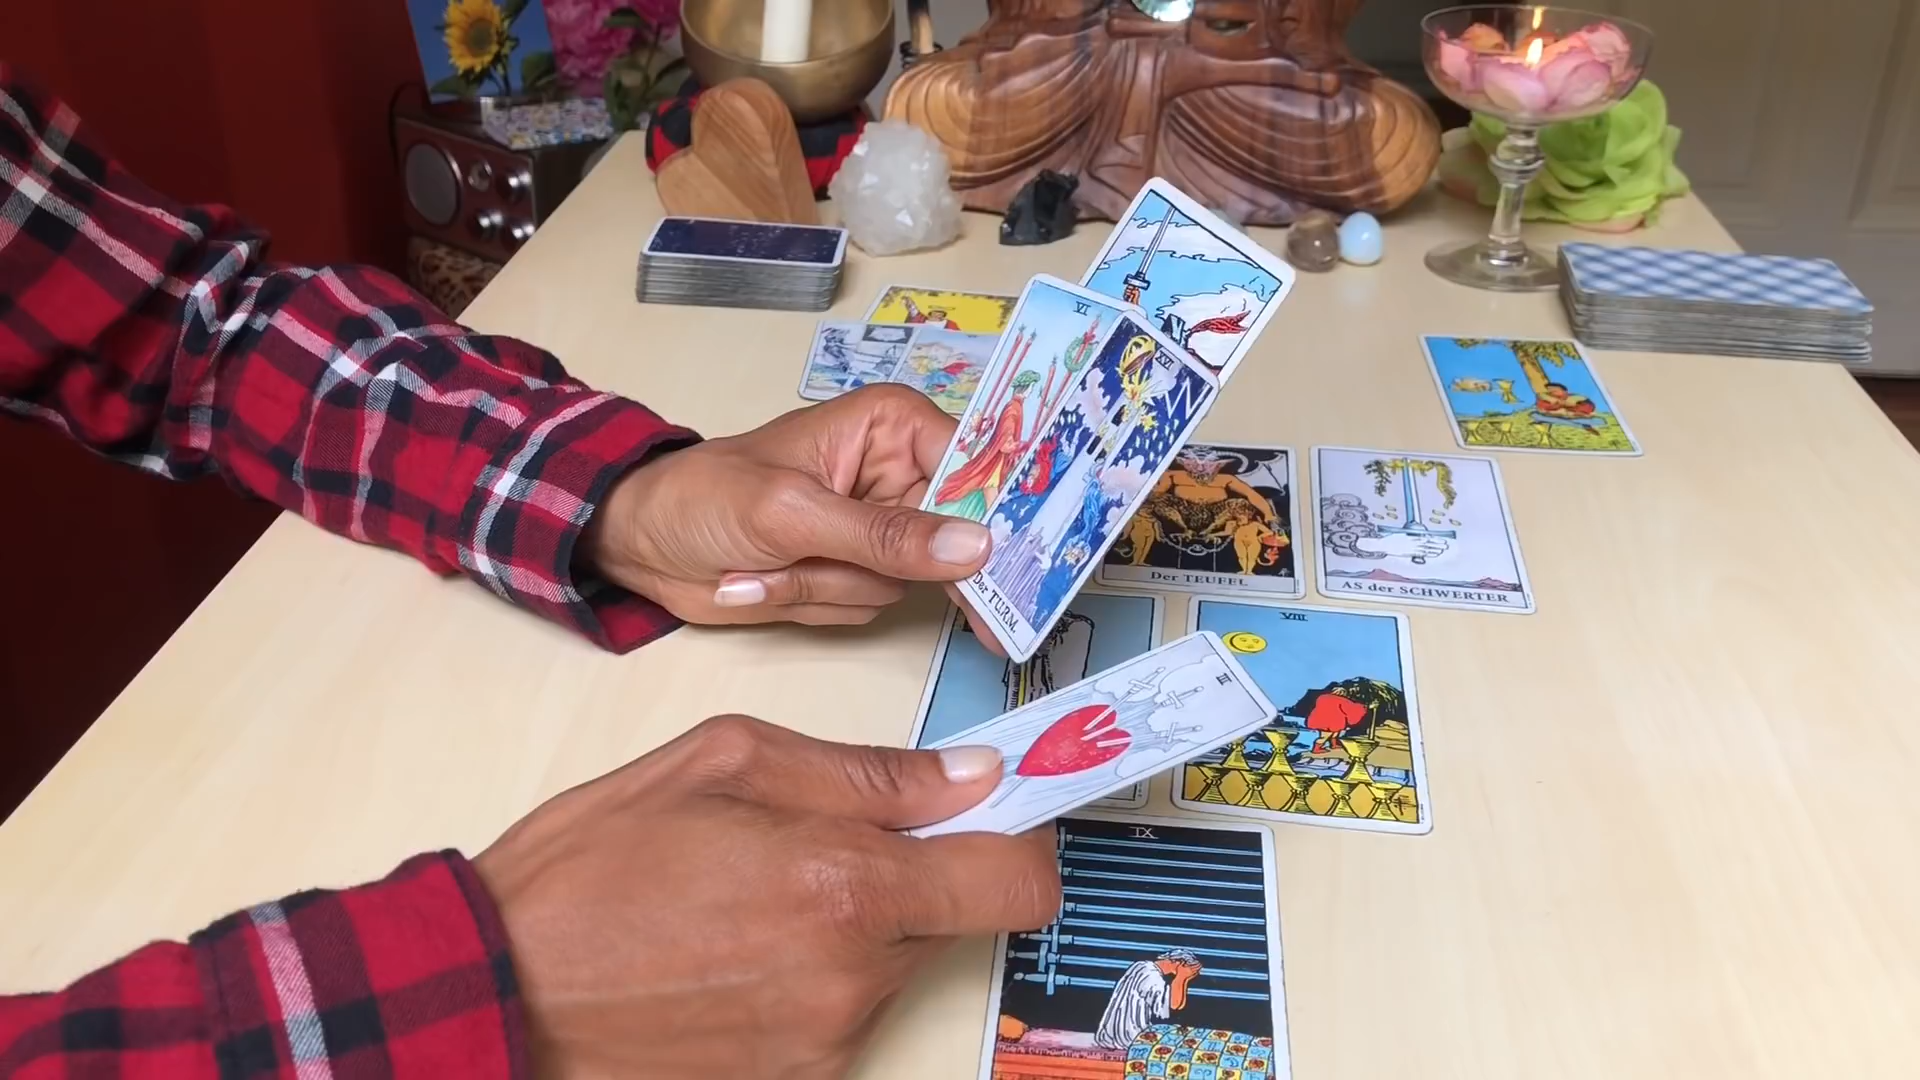 VI
XVI
Der TEUFEL
AS der SCHWERTER
Der TURM.
VIII
III
IX